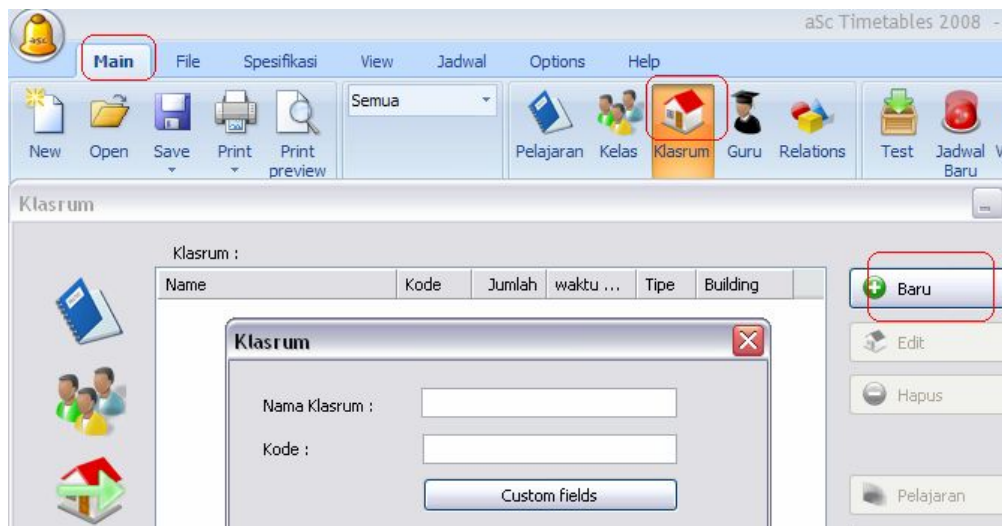 aSc Timetables 2008 -
asc
Main File Spesifikasi View Jadwal Options Help
Semua
New Open Save Print Print preview Pelajaran Kelas Klasrum Guru Relations Test Jadwal Baru
Klasrum
Klasrum :
Name Kode Jumlah waktu ... Tipe Building
Baru
Klasrum
Edit
Nama Klasrum :
Hapus
Kode :
Custom fields
Pelajaran